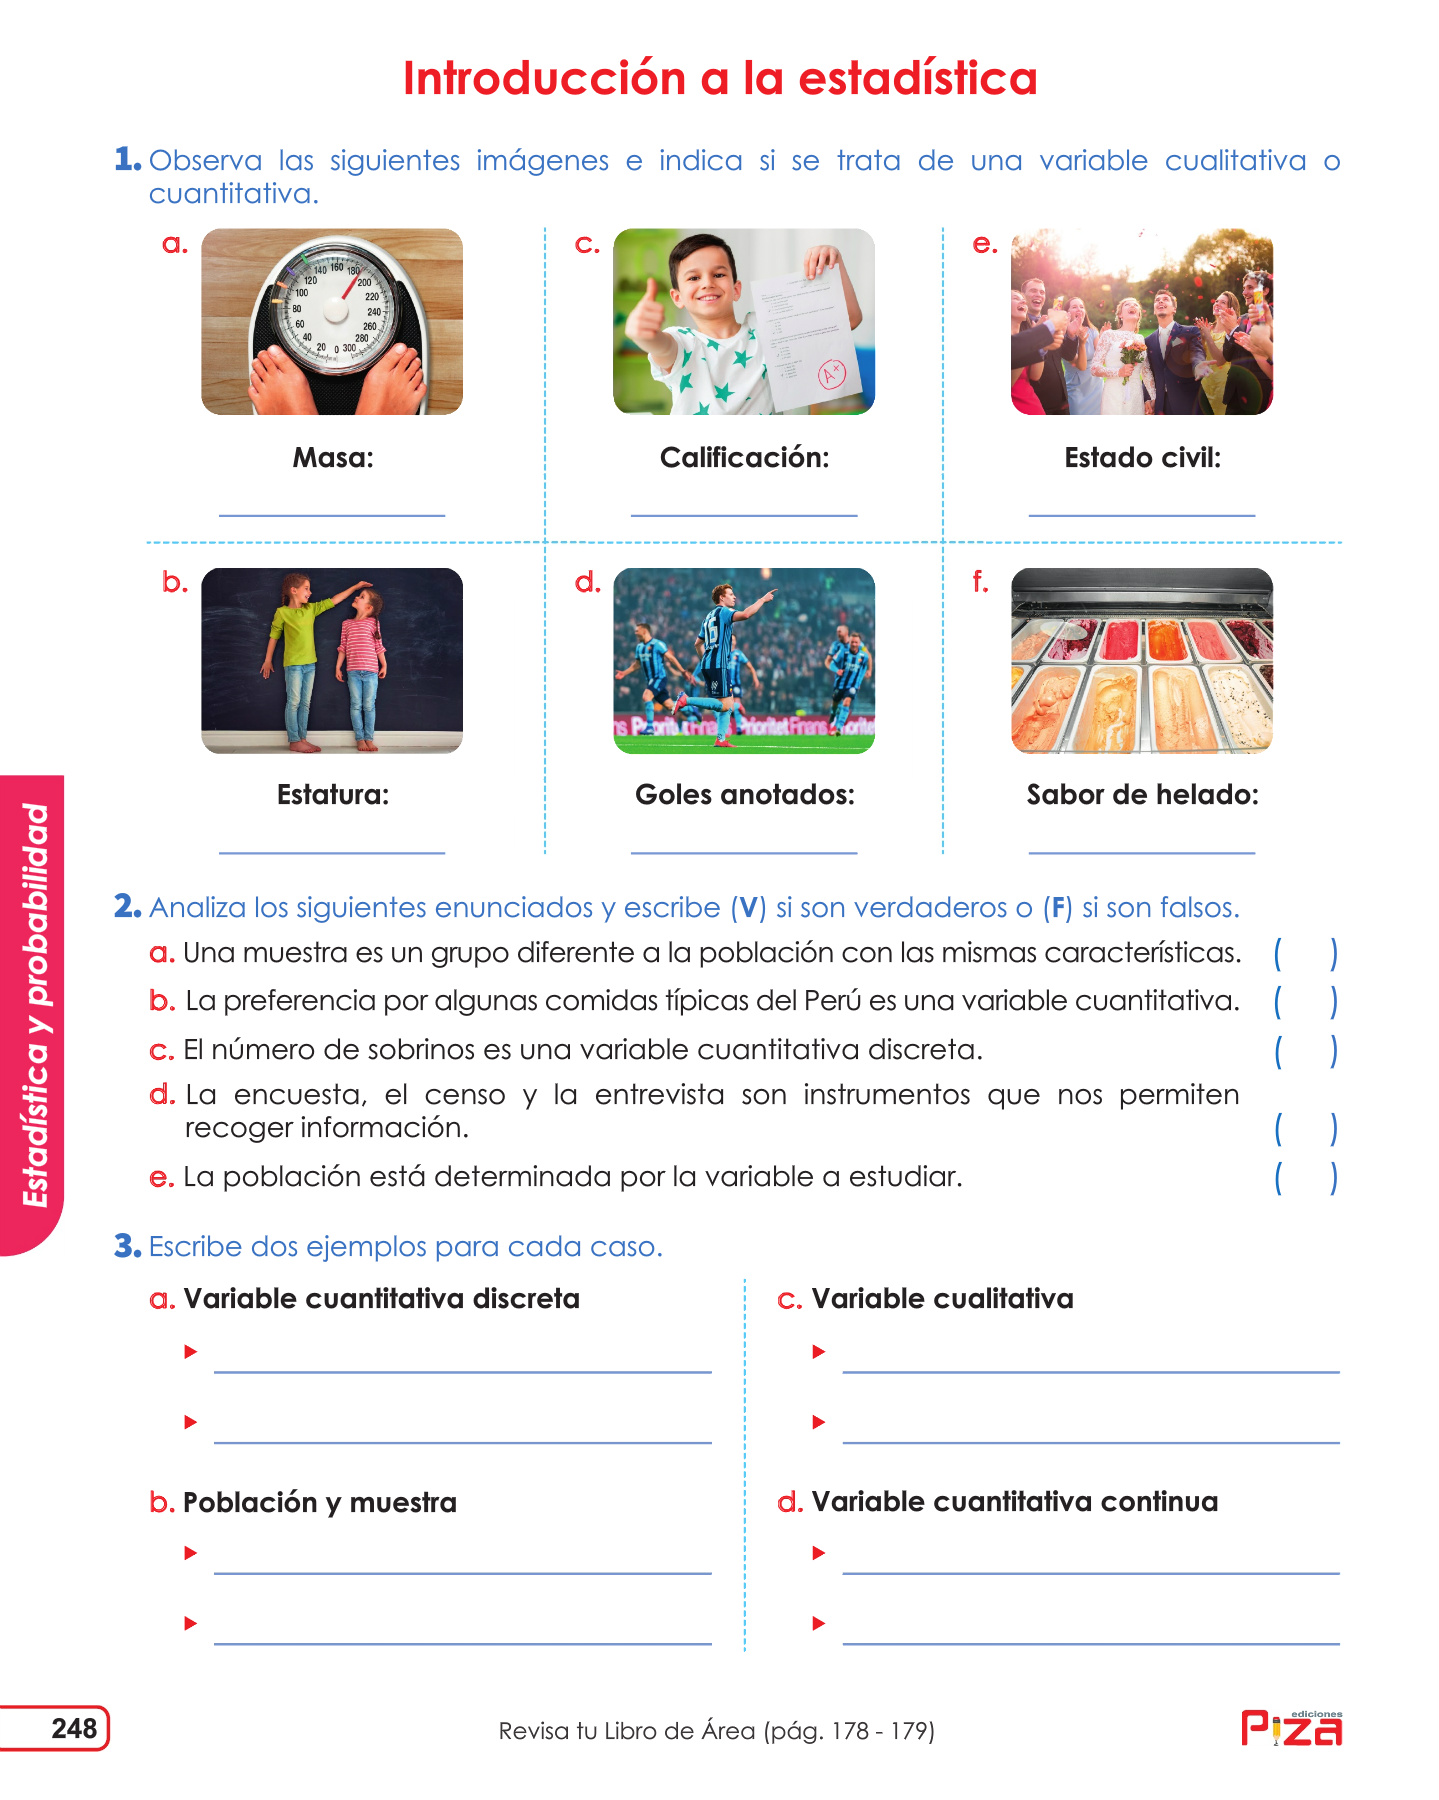 Introducción a la estadística
1. Observa las siguientes imágenes e indica si se trata de una variable cualitativa o
cuantitativa.
a.
0 20 40 60 80 100 120 140 160 180 200 220 240 260 280 300
Masa:
c.
A+
Calificación:
e.
Estado civil:
b.
Estatura:
d.
15
Prioritet Finans
Goles anotados:
f.
Sabor de helado:
2. Analiza los siguientes enunciados y escribe (V) si son verdaderos o (F) si son falsos.
a. Una muestra es un grupo diferente a la población con las mismas características. ( )
b. La preferencia por algunas comidas típicas del Perú es una variable cuantitativa. ( )
c. El número de sobrinos es una variable cuantitativa discreta. ( )
d. La encuesta, el censo y la entrevista son instrumentos que nos permiten
recoger información. ( )
e. La población está determinada por la variable a estudiar. ( )
3. Escribe dos ejemplos para cada caso.
a. Variable cuantitativa discreta
b. Población y muestra
c. Variable cualitativa
d. Variable cuantitativa continua
Estadística y probabilidad
248
Revisa tu Libro de Área (pág. 178 - 179)
ediciones
Piza